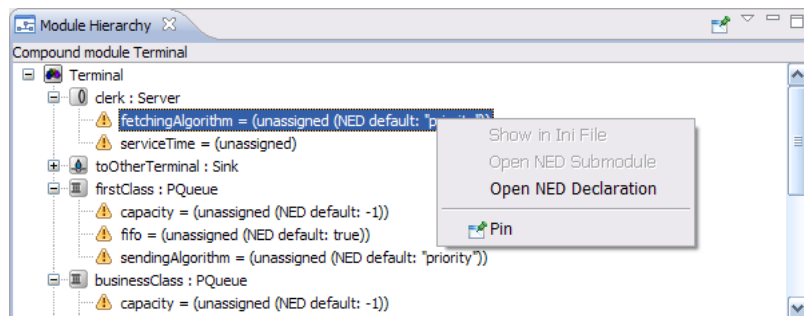 Module Hierarchy
Compound module Terminal
Terminal
clerk : Server
fetchingAlgorithm = (unassigned (NED default: "priority"))
serviceTime = (unassigned)
toOtherTerminal : Sink
firstClass : PQueue
capacity = (unassigned (NED default: -1))
fifo = (unassigned (NED default: true))
sendingAlgorithm = (unassigned (NED default: "priority"))
businessClass : PQueue
capacity = (unassigned (NED default: -1))
Show in Ini File
Open NED Submodule
Open NED Declaration
Pin